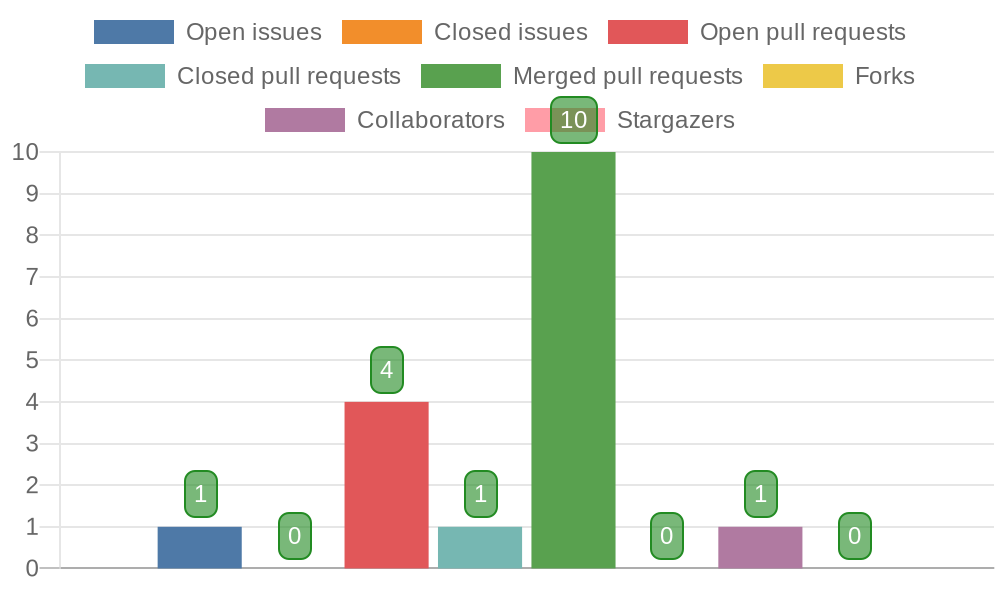 Open issues Closed issues Open pull requests
Closed pull requests Merged pull requests Forks
Collaborators Stargazers
10
10
9
8
7
6
5
4
4
3
2
1 1 1
1
0 0 0
0